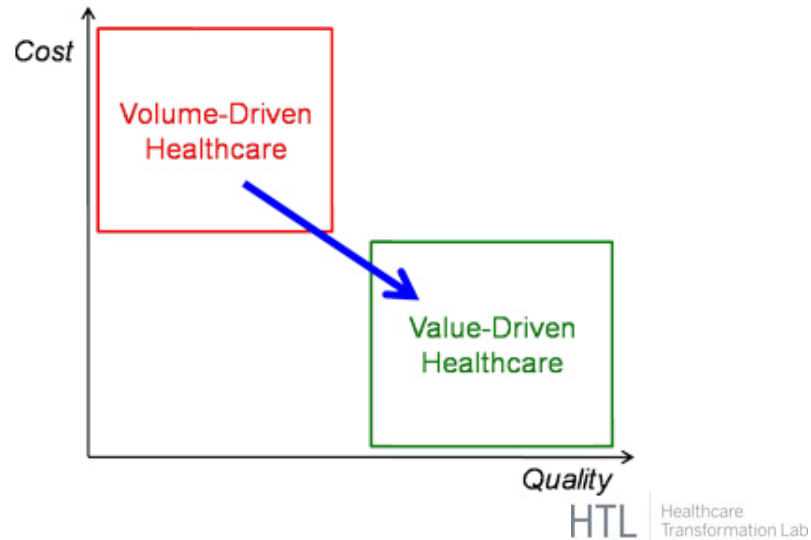 Cost
Volume-Driven
Healthcare
Value-Driven
Healthcare
Quality
HTL
Healthcare
Transformation Lab